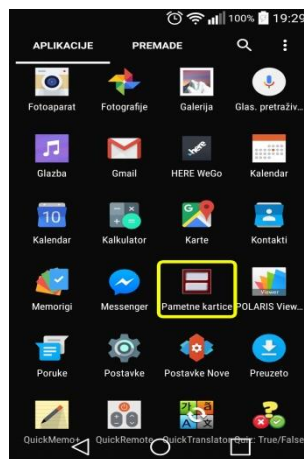 100% 19:29
APLIKACIJE PREMADE
Fotoaparat Fotografije Galerija Glas. pretraživ...
Glazba Gmail HERE WeGo Kalendar
10
Kalendar Kalkulator Karte Kontakti
Memorigi Messenger Pametne kartice POLARIS View...
Poruke Postavke Postavke Nove Preuzeto
QuickMemo+ QuickRemote QuickTranslator Quiz: True/False